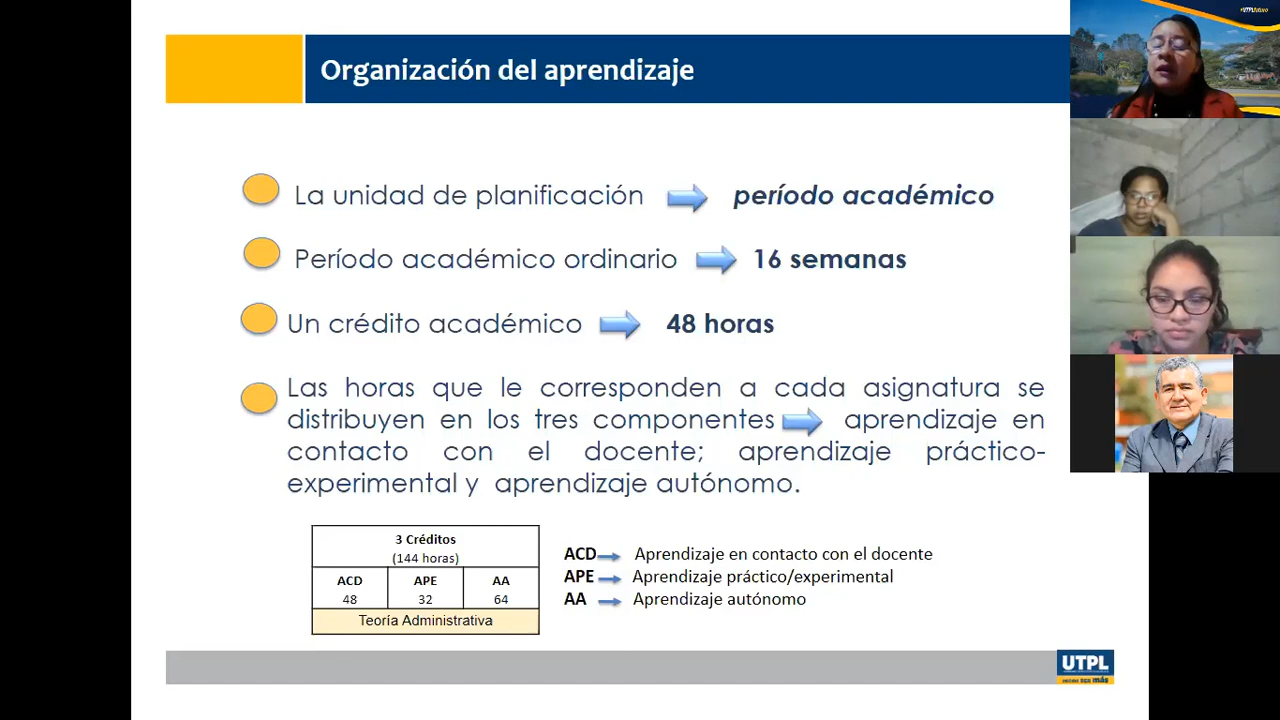 #UTPLfuturo
Organización del aprendizaje
La unidad de planificación período académico
Período académico ordinario 16 semanas
Un crédito académico 48 horas
Las horas que le corresponden a cada asignatura se
distribuyen en los tres componentes aprendizaje en
contacto con el docente; aprendizaje práctico-
experimental y aprendizaje autónomo.
3 Créditos
(144 horas)
ACD APE AA
48 32 64
Teoría Administrativa
ACD Aprendizaje en contacto con el docente
APE Aprendizaje práctico/experimental
AA Aprendizaje autónomo
UTPL